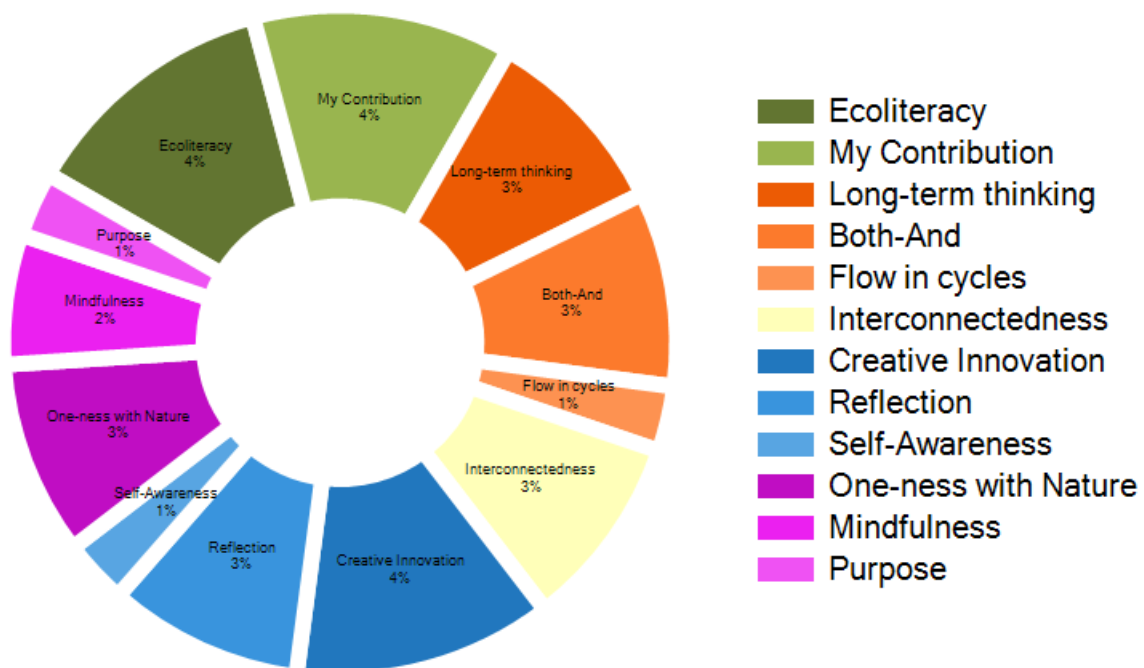 My Contribution
4%
Ecoliteracy
4%
Long-term thinking
3%
Purpose
1%
Mindfulness
2%
Both-And
3%
Flow in cycles
1%
One-ness with Nature
3%
Interconnectedness
3%
Self-Awareness
1%
Reflection
3%
Creative Innovation
4%
Ecoliteracy
My Contribution
Long-term thinking
Both-And
Flow in cycles
Interconnectedness
Creative Innovation
Reflection
Self-Awareness
One-ness with Nature
Mindfulness
Purpose